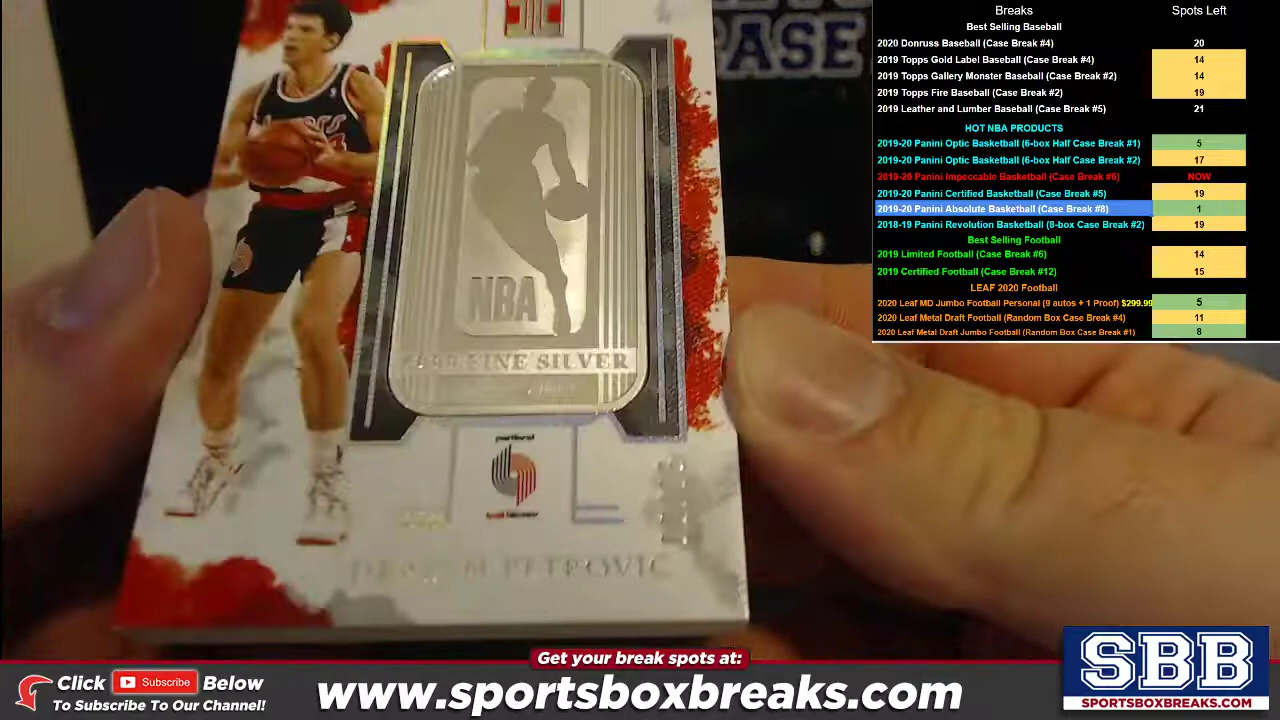 ASE
NBA
SILVER
portland
PETROVIC
Breaks Spots Left
Best Selling Baseball
2020 Donruss Baseball (Case Break #4) 20
2019 Topps Gold Label Baseball (Case Break #4) 14
2019 Topps Gallery Monster Baseball (Case Break #2) 14
2019 Topps Fire Baseball (Case Break #2) 19
2019 Leather and Lumber Baseball (Case Break #5) 21
HOT NBA PRODUCTS
2019-20 Panini Optic Basketball (6-box Half Case Break #1) 5
2019-20 Panini Optic Basketball (6-box Half Case Break #2) 17
2019-20 Panini Impeccable Basketball (Case Break #6) NOW
2019-20 Panini Certified Basketball (Case Break #5) 19
2019-20 Panini Absolute Basketball (Case Break #8) 1
2018-19 Panini Revolution Basketball (8-box Case Break #2) 19
Best Selling Football
2019 Limited Football (Case Break #6) 14
2019 Certified Football (Case Break #12) 15
LEAF 2020 Football
2020 Leaf MD Jumbo Football Personal (9 autos + 1 Proof) $299.99 5
2020 Leaf Metal Draft Football (Random Box Case Break #4) 11
2020 Leaf Metal Draft Jumbo Football (Random Box Case Break #1) 8
Get your break spots at:
Click Subscribe Below
To Subscribe To Our Channel!
www.sportsboxbreaks.com
SBB
SPORTSBOXBREAKS.COM